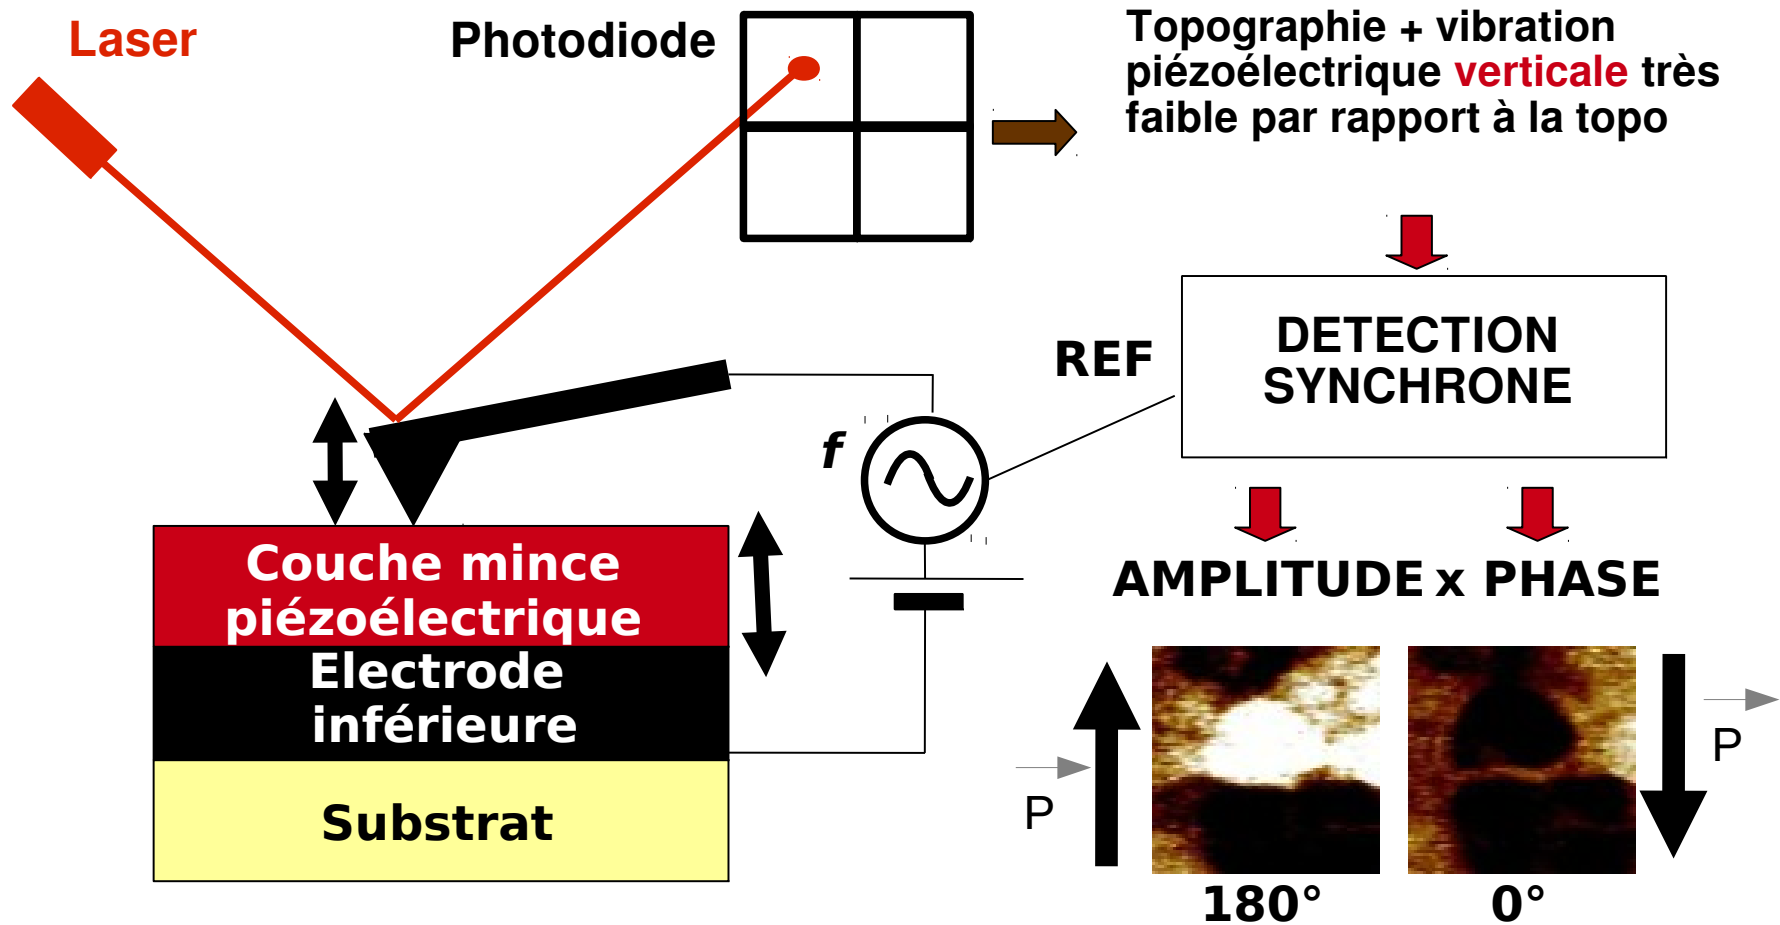 Laser
Photodiode
Topographie + vibration
piézoélectrique verticale très
faible par rapport à la topo
REF
DETECTION
SYNCHRONE
f
Couche mince
piézoélectrique
Electrode
inférieure
Substrat
AMPLITUDE x PHASE
P
P
180°
0°